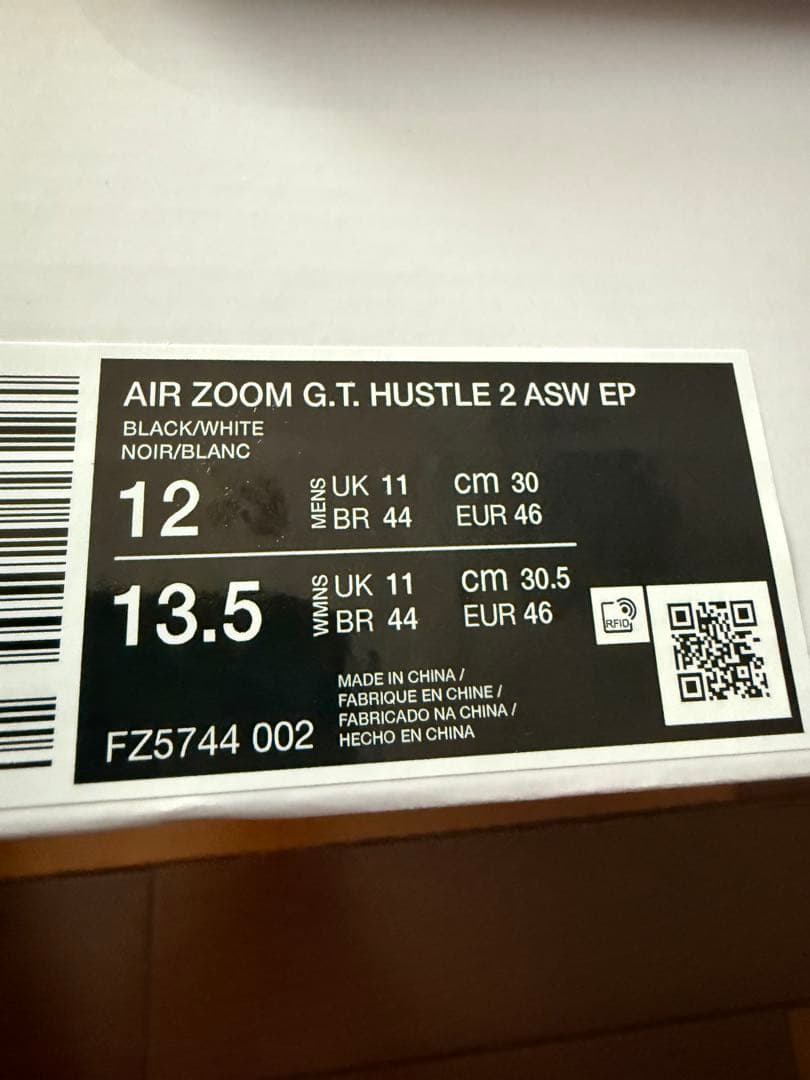 AIR ZOOM G.T. HUSTLE 2 ASW EP
BLACK/WHITE
NOIR/BLANC
12 MENS UK 11 cm 30
BR 44 EUR 46
13.5 WMNS UK 11 cm 30.5
BR 44 EUR 46
RFID
MADE IN CHINA /
FABRIQUE EN CHINE /
FABRICADO NA CHINA /
HECHO EN CHINA
FZ5744 002